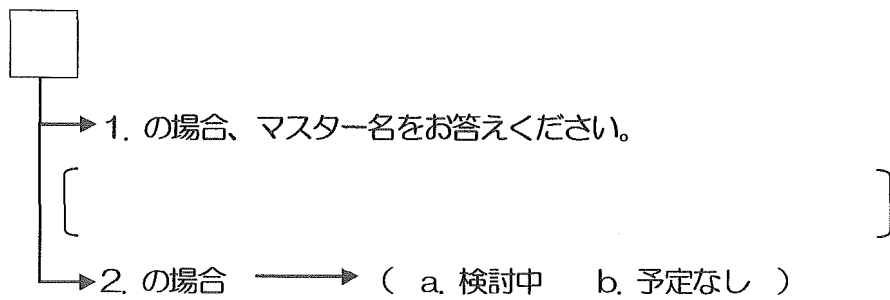 1. の場合、マスター名をお答えください。
2. の場合 ( a. 検討中 b. 予定なし )